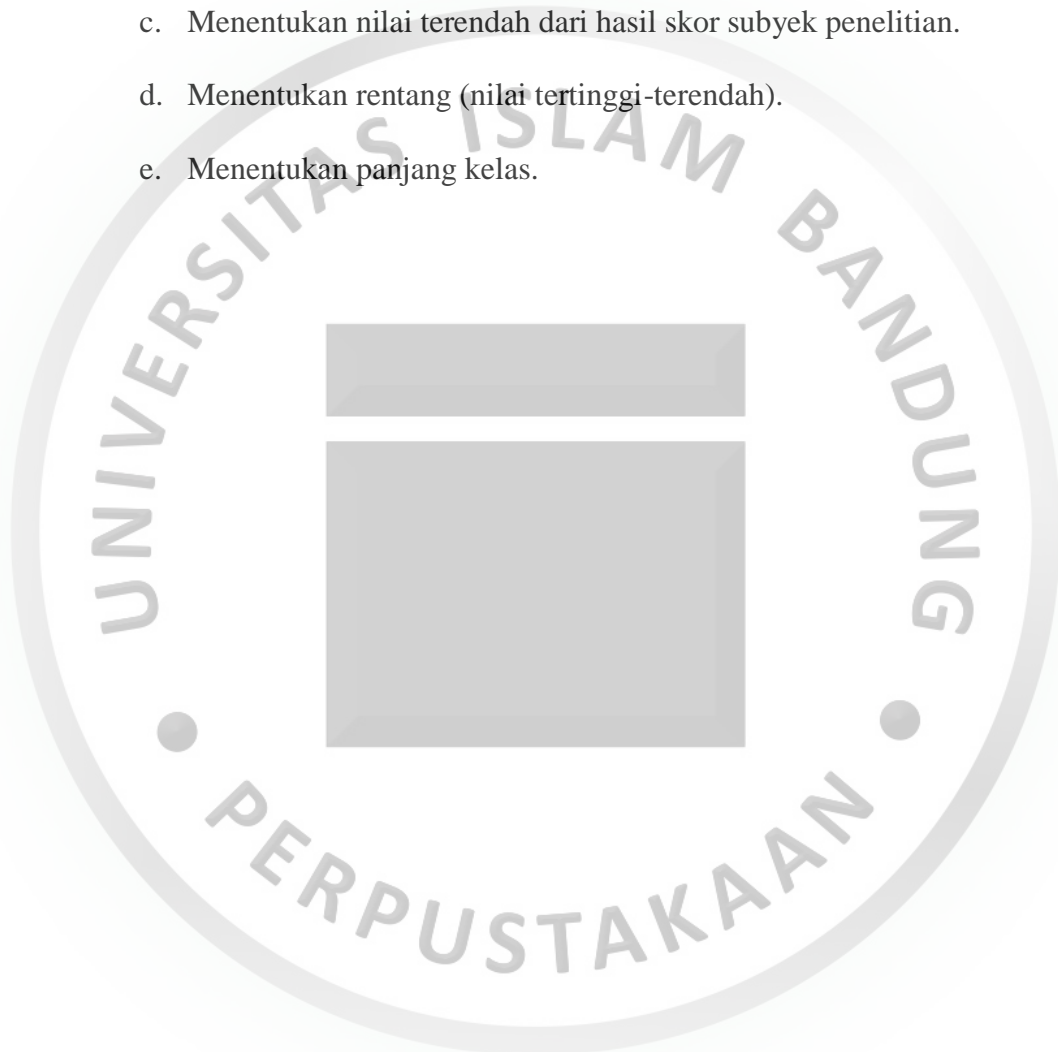 c. Menentukan nilai terendah dari hasil skor subyek penelitian.
d. Menentukan rentang (nilai tertinggi-terendah).
e. Menentukan panjang kelas.
UNIVERSITAS ISLAM BANDUNG
PERPUSTAKAAN